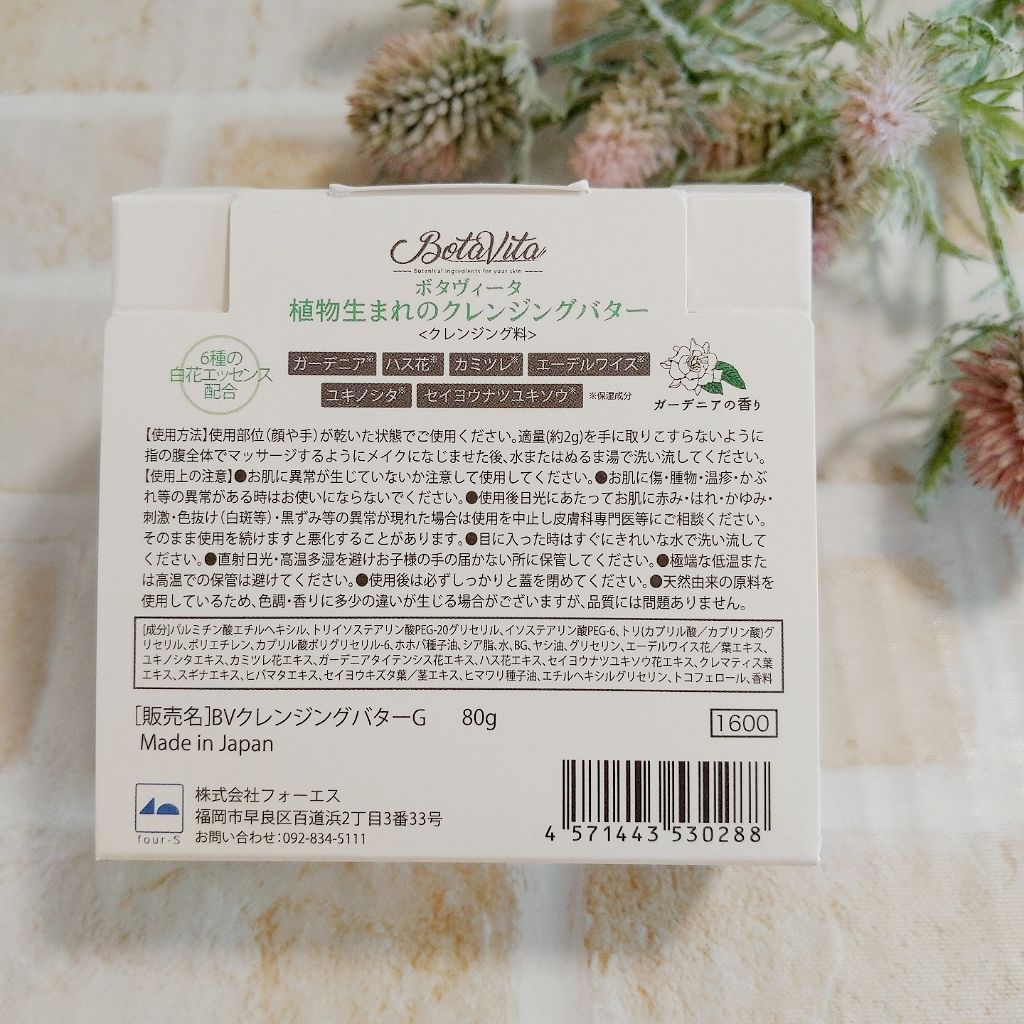 BotaVita
Botanical ingredients for your skin
ボタヴィータ
植物生まれのクレンジングバター
<クレンジング料>
6種の
白花エッセンス
配合
ガーデニア※ ハス花※ カミツレ※ エーデルワイス※
ユキノシタ※ セイヨウナツユキソウ※ ※保湿成分
ガーデニアの香り
【使用方法】使用部位(顔や手)が乾いた状態でご使用ください。適量(約2g)を手に取りこすらないように
指の腹全体でマッサージするようにメイクになじませた後、水またはぬるま湯で洗い流してください。
【使用上の注意】●お肌に異常が生じていないか注意して使用してください。●お肌に傷・腫物・湿疹・かぶ
れ等の異常がある時はお使いにならないでください。●使用後日光にあたってお肌に赤み・はれ・かゆみ・
刺激・色抜け(白斑等)・黒ずみ等の異常が現れた場合は使用を中止し皮膚科専門医等にご相談ください。
そのまま使用を続けますと悪化することがあります。●目に入った時はすぐにきれいな水で洗い流して
ください。●直射日光・高温多湿を避けお子様の手の届かない所に保管してください。●極端な低温また
は高温での保管は避けてください。●使用後は必ずしっかりと蓋を閉めてください。●天然由来の原料を
使用しているため、色調・香りに多少の違いが生じる場合がございますが、品質には問題ありません。
[成分]パルミチン酸エチルヘキシル、トリイソステアリン酸PEG-20グリセリル、イソステアリン酸PEG-6、トリ(カプリル酸/カプリン酸)グ
リセリル、ポリエチレン、カプリル酸ポリグリセリル-6、ホホバ種子油、シア脂、水、BG、ヤシ油、グリセリン、エーデルワイス花/葉エキス、
ユキノシタエキス、カミツレ花エキス、ガーデニアタイテンシス花エキス、ハス花エキス、セイヨウナツユキソウ花エキス、クレマティス葉
エキス、スギナエキス、ヒバマタエキス、セイヨウキズタ葉/茎エキス、ヒマワリ種子油、エチルヘキシルグリセリン、トコフェロール、香料
[販売名]BVクレンジングバターG 80g
1600
Made in Japan
four-S
株式会社フォーエス
福岡市早良区百道浜2丁目3番33号
お問い合わせ:092-834-5111
4 571443 530288